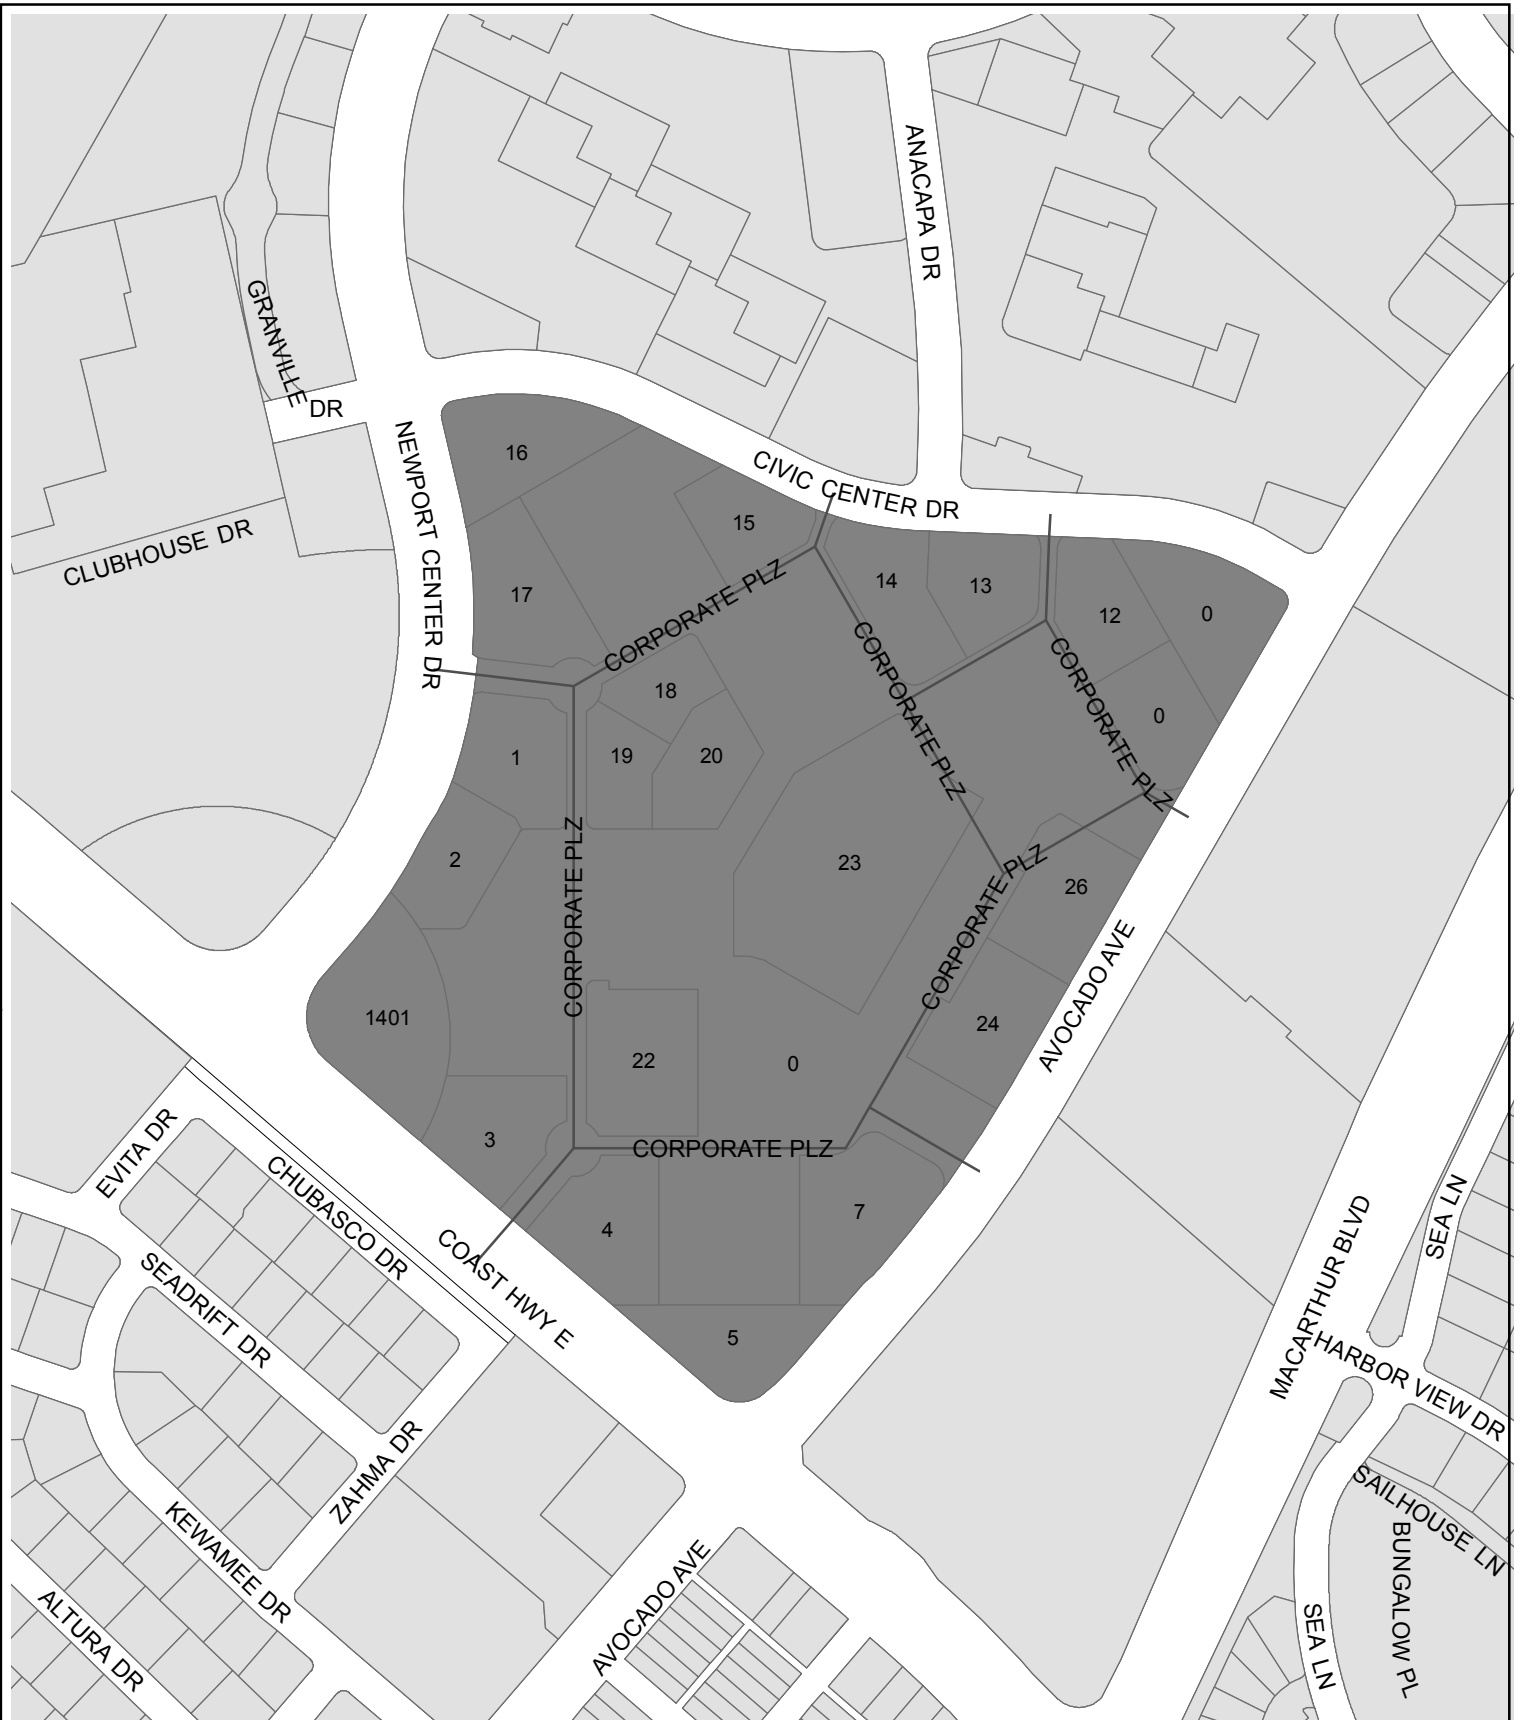 ANACAPA DR
GRANVILLE DR
NEWPORT CENTER DR
CIVIC CENTER DR
CLUBHOUSE DR
16
15
17
14
13
12
0
CORPORATE PLZ
CORPORATE PLZ
CORPORATE PLZ
18
0
1
19
20
2
CORPORATE PLZ
23
CORPORATE PLZ
26
AVOCADO AVE
1401
22
0
24
3
CORPORATE PLZ
4
7
5
EVITA DR
CHUBASCO DR
SEADRIFT DR
COAST HWY E
ZAHMA DR
KEWAMEE DR
ALTURA DR
AVOCADO AVE
MACARTHUR BLVD
SEA LN
HARBOR VIEW DR
SAILHOUSE LN
BUNGALOW PL
SEA LN